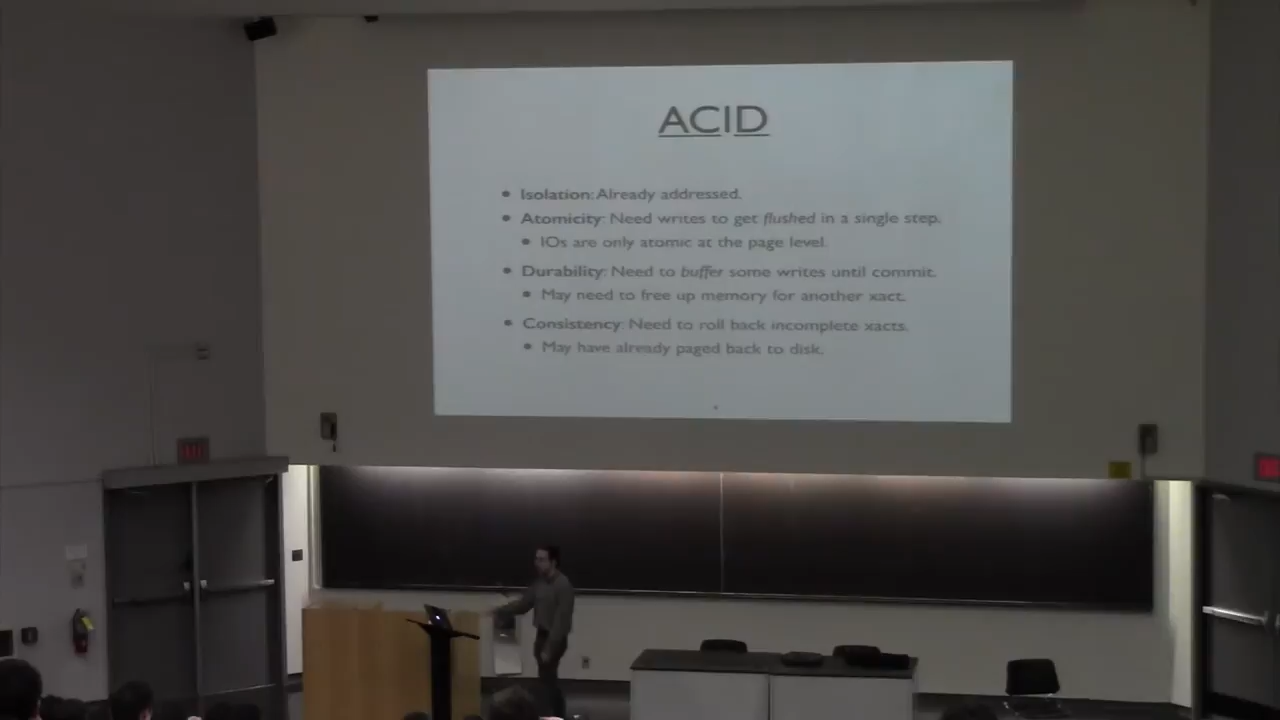 ACID
• Isolation: Already addressed.
• Atomicity: Need writes to get flushed in a single step.
• IOs are only atomic at the page level.
• Durability: Need to buffer some writes until commit.
• May need to free up memory for another xact.
• Consistency: Need to roll back incomplete xacts.
• May have already paged back to disk.